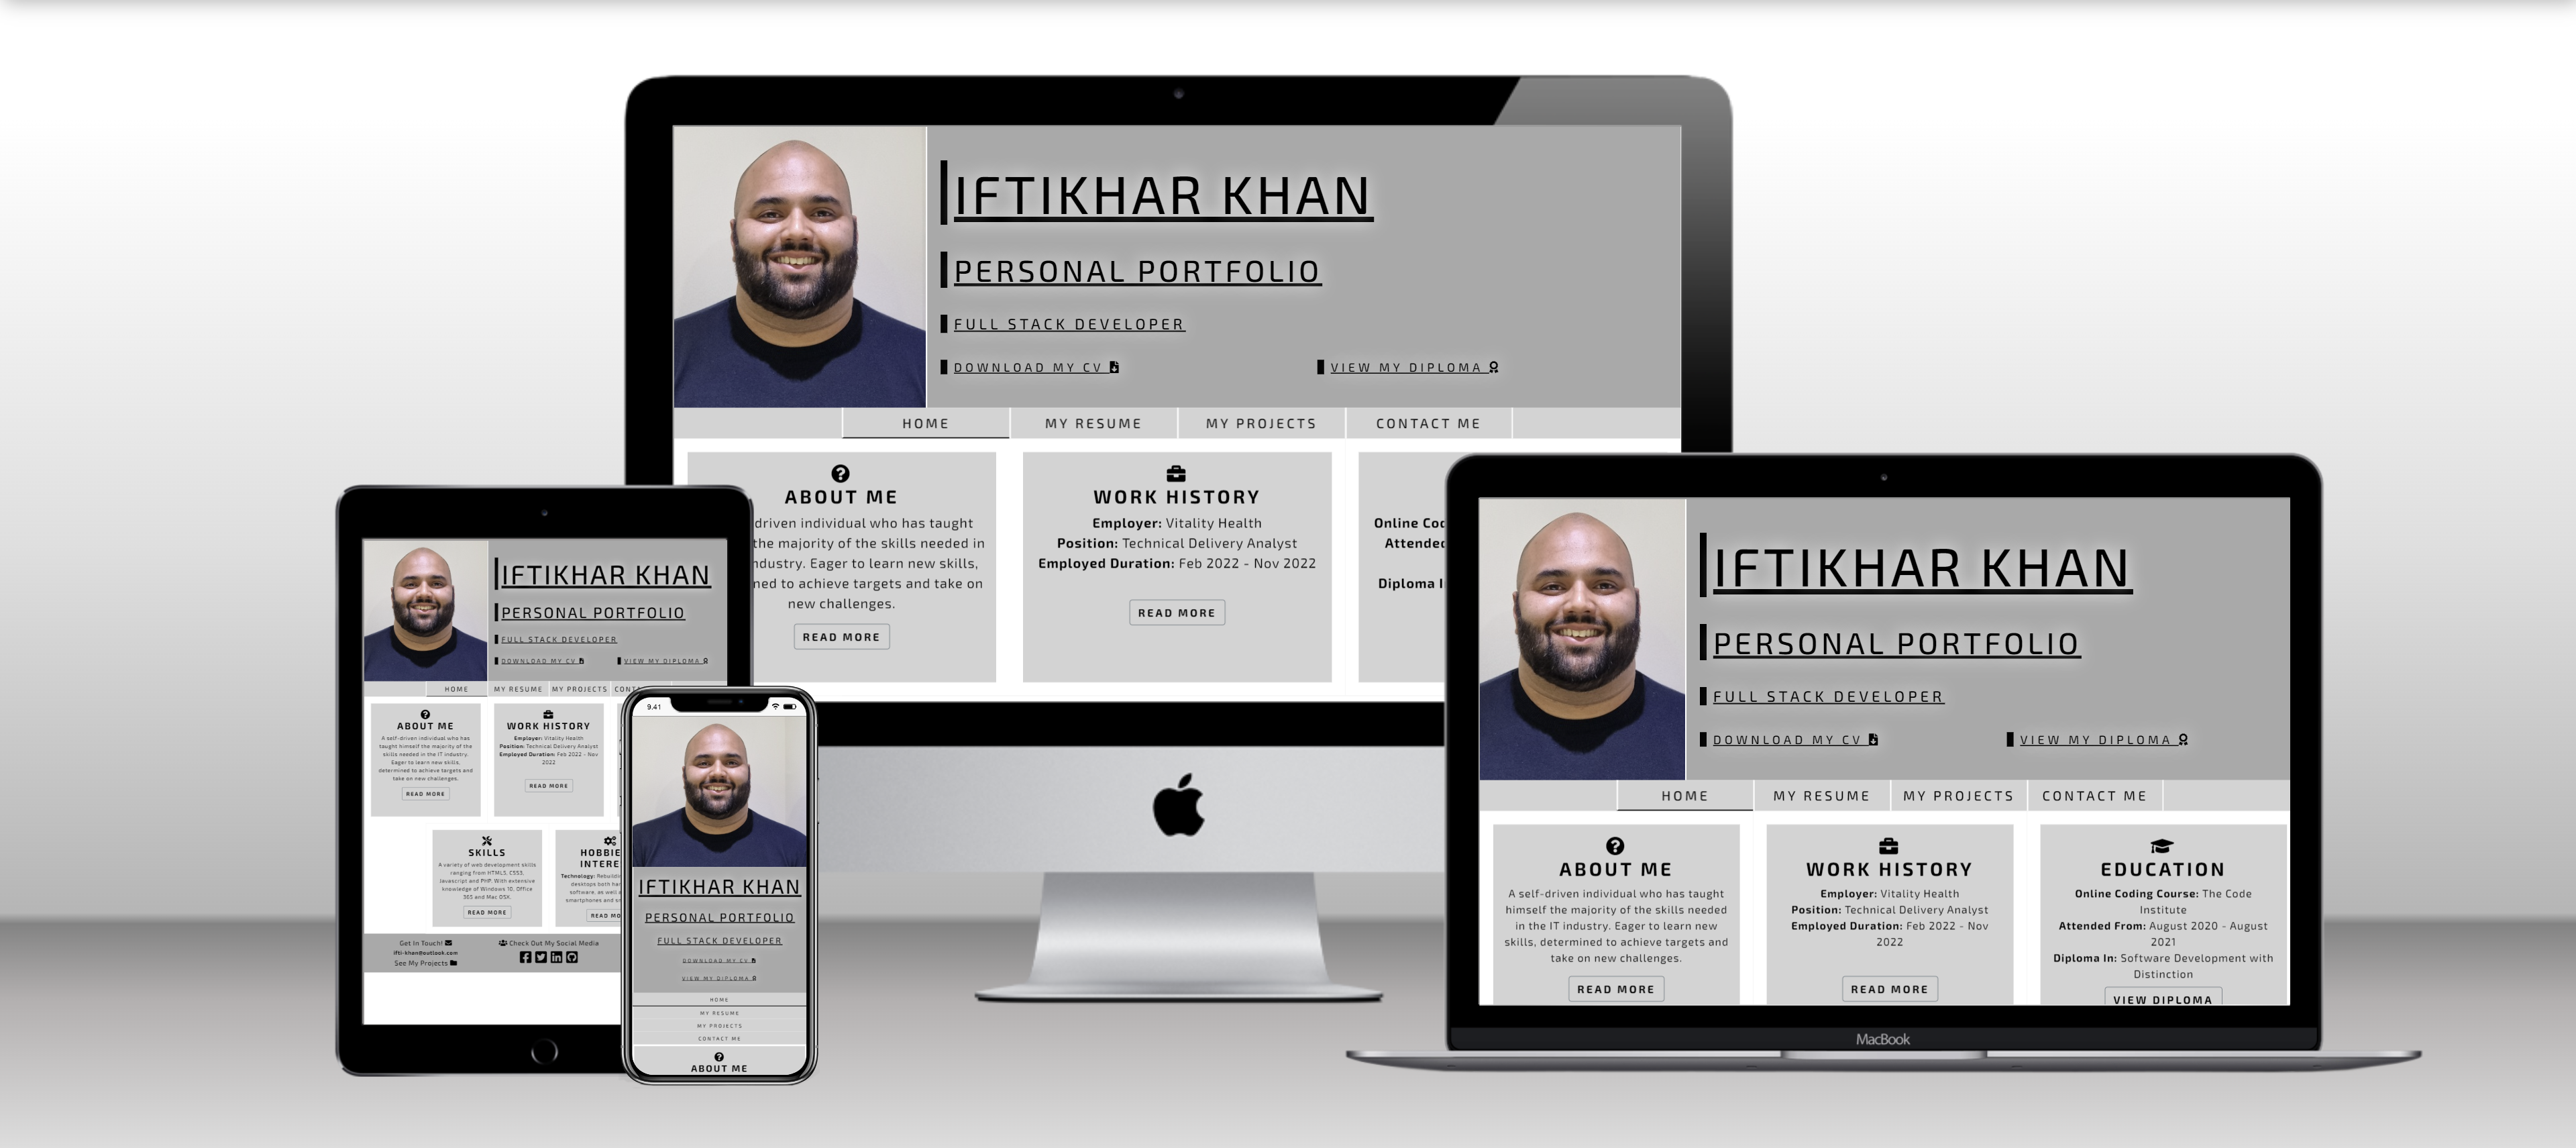 IFTIKHAR KHAN
PERSONAL PORTFOLIO
FULL STACK DEVELOPER
DOWNLOAD MY CV
VIEW MY DIPLOMA
HOME
MY RESUME
MY PROJECTS
CONTACT ME
ABOUT ME
driven individual who has taught
the majority of the skills needed in
ndustry. Eager to learn new skills,
ned to achieve targets and take on
new challenges.
READ MORE
WORK HISTORY
Employer: Vitality Health
Position: Technical Delivery Analyst
Employed Duration: Feb 2022 - Nov 2022
READ MORE
Online Cod
Attended
Diploma I
IFTIKHAR KHAN
PERSONAL PORTFOLIO
FULL STACK DEVELOPER
DOWNLOAD MY CV
VIEW MY DIPLOMA
HOME
MY RESUME
MY PROJECTS
CONT
ABOUT ME
A self-driven individual who has
taught himself the majority of the
skills needed in the IT industry.
Eager to learn new skills,
determined to achieve targets and
take on new challenges.
READ MORE
WORK HISTORY
Employer: Vitality Health
Position: Technical Delivery Analyst
Employed Duration: Feb 2022 - Nov
2022
READ MORE
SKILLS
A variety of web development skills
ranging from HTML5, CSS3,
Javascript and PHP. With extensive
knowledge of Windows 10, Office
365 and Mac OSX.
READ MORE
HOBBIE
INTERE
Technology: Rebuildin
desktops both har
software, as well a
smartphones and sm
READ MO
Get In Touch!
ifti-khan@outlook.com
See My Projects
Check Out My Social Media
9.41
IFTIKHAR KHAN
PERSONAL PORTFOLIO
FULL STACK DEVELOPER
DOWNLOAD MY CV
VIEW MY DIPLOMA
HOME
MY RESUME
MY PROJECTS
CONTACT ME
ABOUT ME
IFTIKHAR KHAN
PERSONAL PORTFOLIO
FULL STACK DEVELOPER
DOWNLOAD MY CV
VIEW MY DIPLOMA
HOME
MY RESUME
MY PROJECTS
CONTACT ME
ABOUT ME
A self-driven individual who has taught
himself the majority of the skills needed
in the IT industry. Eager to learn new
skills, determined to achieve targets and
take on new challenges.
READ MORE
WORK HISTORY
Employer: Vitality Health
Position: Technical Delivery Analyst
Employed Duration: Feb 2022 - Nov
2022
READ MORE
EDUCATION
Online Coding Course: The Code
Institute
Attended From: August 2020 - August
2021
Diploma In: Software Development with
Distinction
VIEW DIPLOMA
MacBook